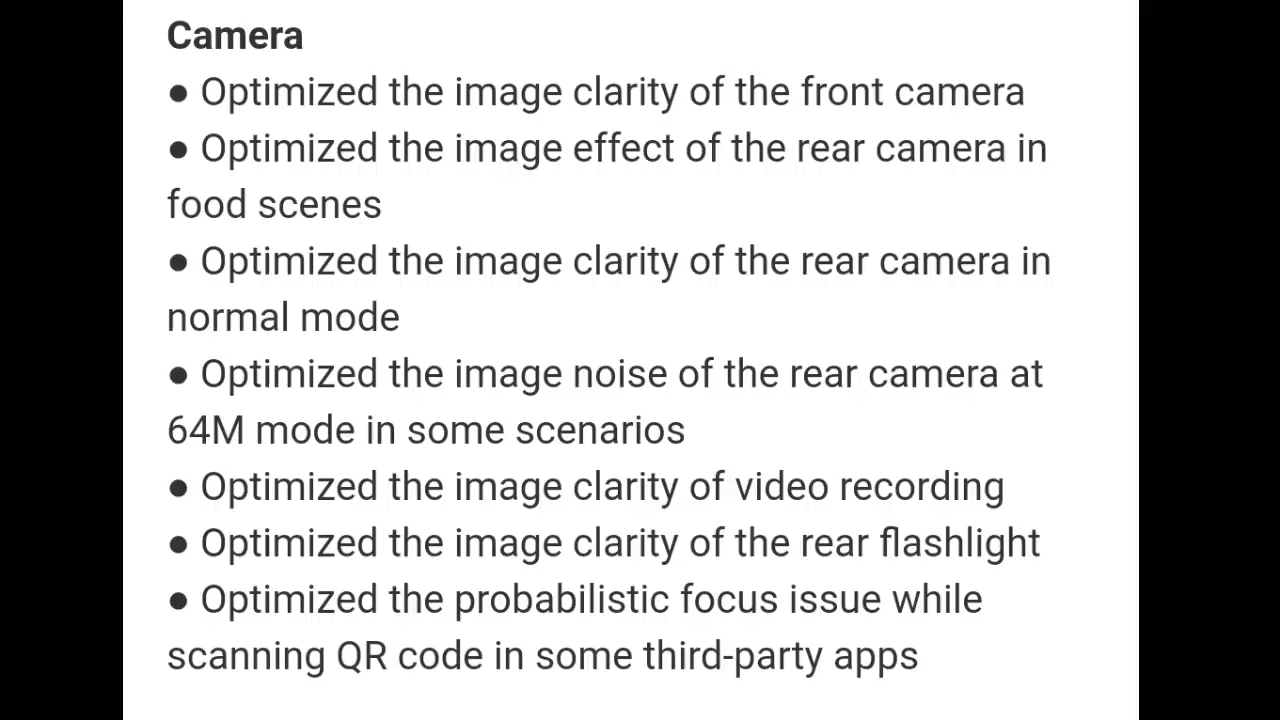 Camera
● Optimized the image clarity of the front camera
● Optimized the image effect of the rear camera in
food scenes
● Optimized the image clarity of the rear camera in
normal mode
● Optimized the image noise of the rear camera at
64M mode in some scenarios
● Optimized the image clarity of video recording
● Optimized the image clarity of the rear flashlight
● Optimized the probabilistic focus issue while
scanning QR code in some third-party apps